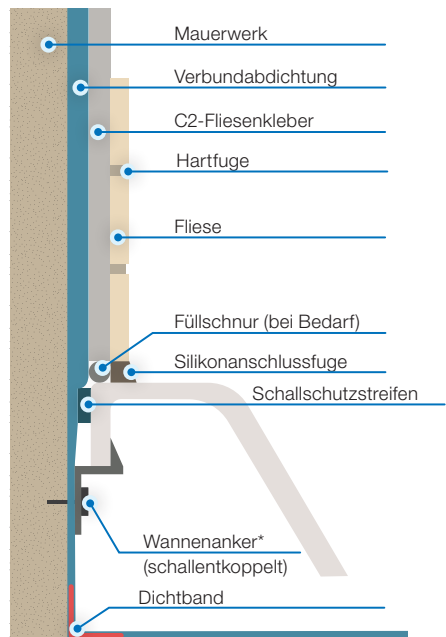 Mauerwerk
Verbundabdichtung
C2-Fliesenkleber
Hartfuge
Fliese
Füllschnur (bei Bedarf)
Silikonanschlussfuge
Schallschutzstreifen
Wannenanker*
(schallentkoppelt)
Dichtband